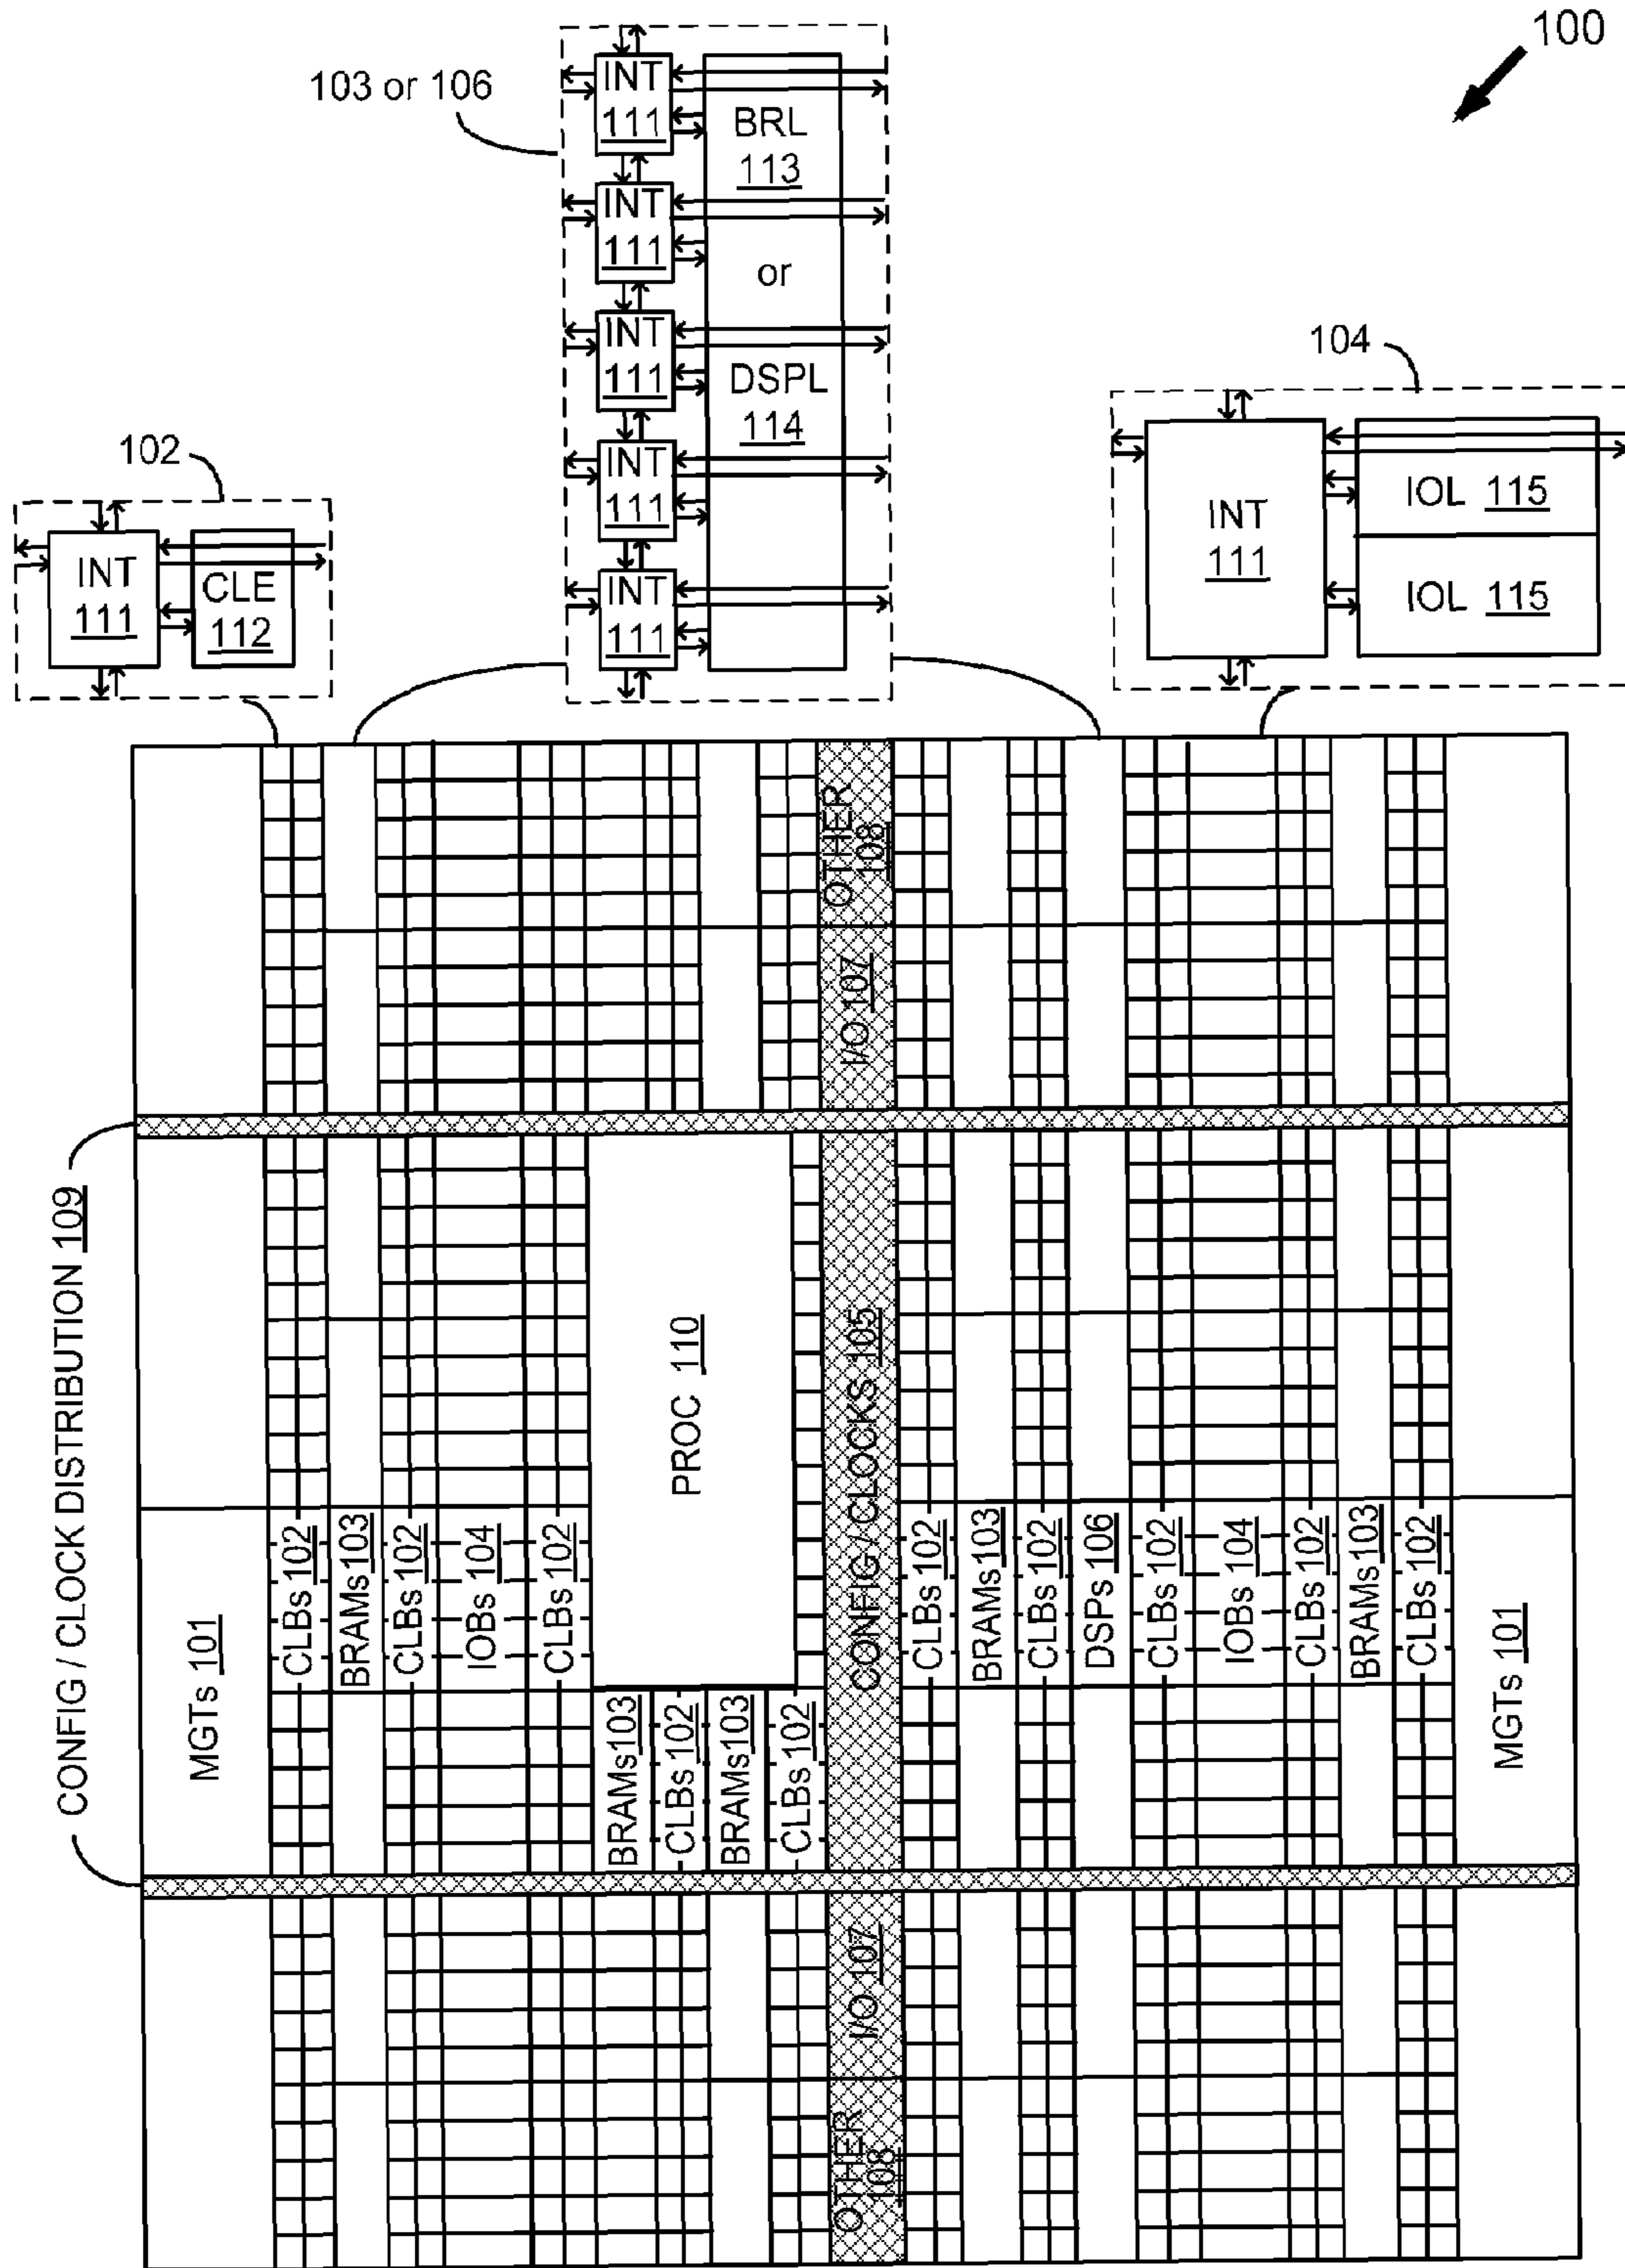 100
103 or 106
INT
111
INT
111
INT
111
INT
111
INT
111
BRL
113
or
DSPL
114
104
INT
111
IOL 115
IOL 115
102
INT
111
CLE
112
OTHER
108
I/O 107
CONFIG / CLOCK DISTRIBUTION 109
PROC 110
CONFIG / CLOCKS 105
MGTs 101
CLBs 102
BRAMs 103
CLBs 102
IOBs 104
CLBs 102
CLBs 102
BRAMs 103
CLBs 102
DSPs 106
CLBs 102
IOBs 104
CLBs 102
BRAMs 103
CLBs 102
MGTs 101
BRAMs 103
CLBs 102
BRAMs 103
CLBs 102
I/O 107
OTHER
108